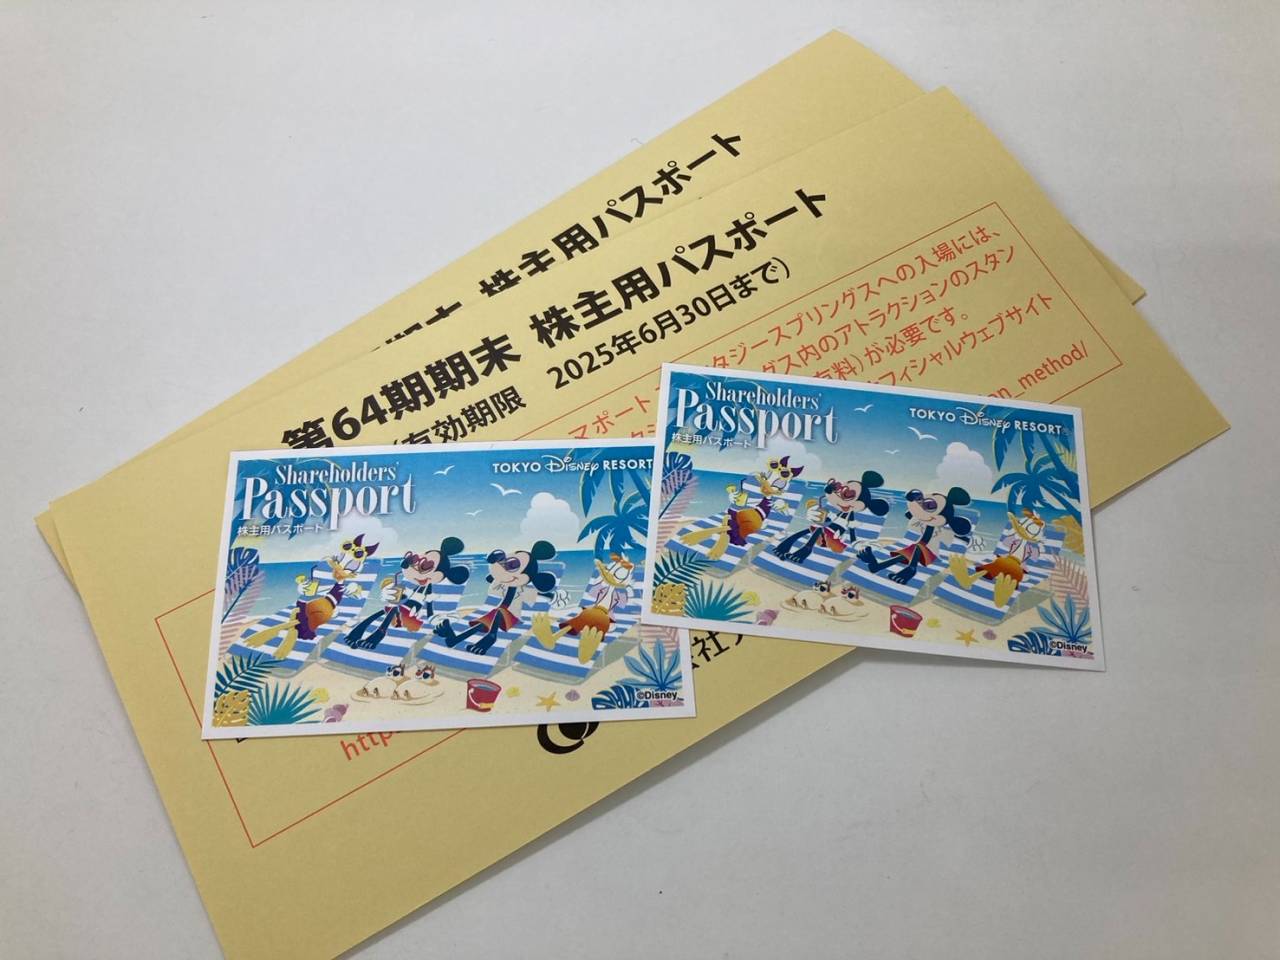 株主用パスポート
第64期期末 株主用パスポート
(有効期限 2025年6月30日まで)
タジースプリングスへの入場には、
グス内のアトラクションのスタン
有料)が必要です。
フィシャルウェブサイト
on_method/
http
Shareholders'
Passport
株主用パスポート
TOKYO Disney RESORT
©Disney
Shareholders'
Passport
株主用パスポート
TOKYO Disney RESORT®
©Disney